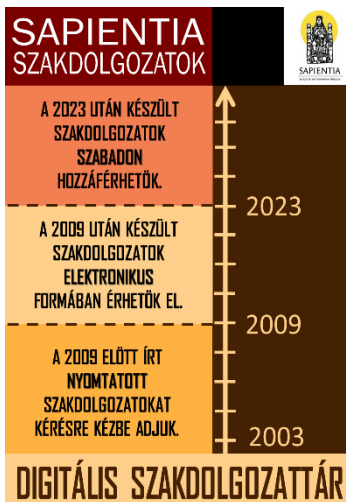 SAPIENTIA
SZAKDOLGOZATOK
SAPIENTIA
A 2023 UTÁN KÉSZÜLT
SZAKDOLGOZATOK
SZABADON
HOZZÁFÉRHETŐK.
2023
A 2009 UTÁN KÉSZÜLT
SZAKDOLGOZATOK
ELEKTRONIKUS
FORMÁBAN ÉRHETŐK EL.
2009
A 2009 ELŐTT ÍRT
NYOMTATOTT
SZAKDOLGOZATOKAT
KÉRÉSRE KÉZBE ADJUK.
2003
DIGITÁLIS SZAKDOLGOZATTÁR